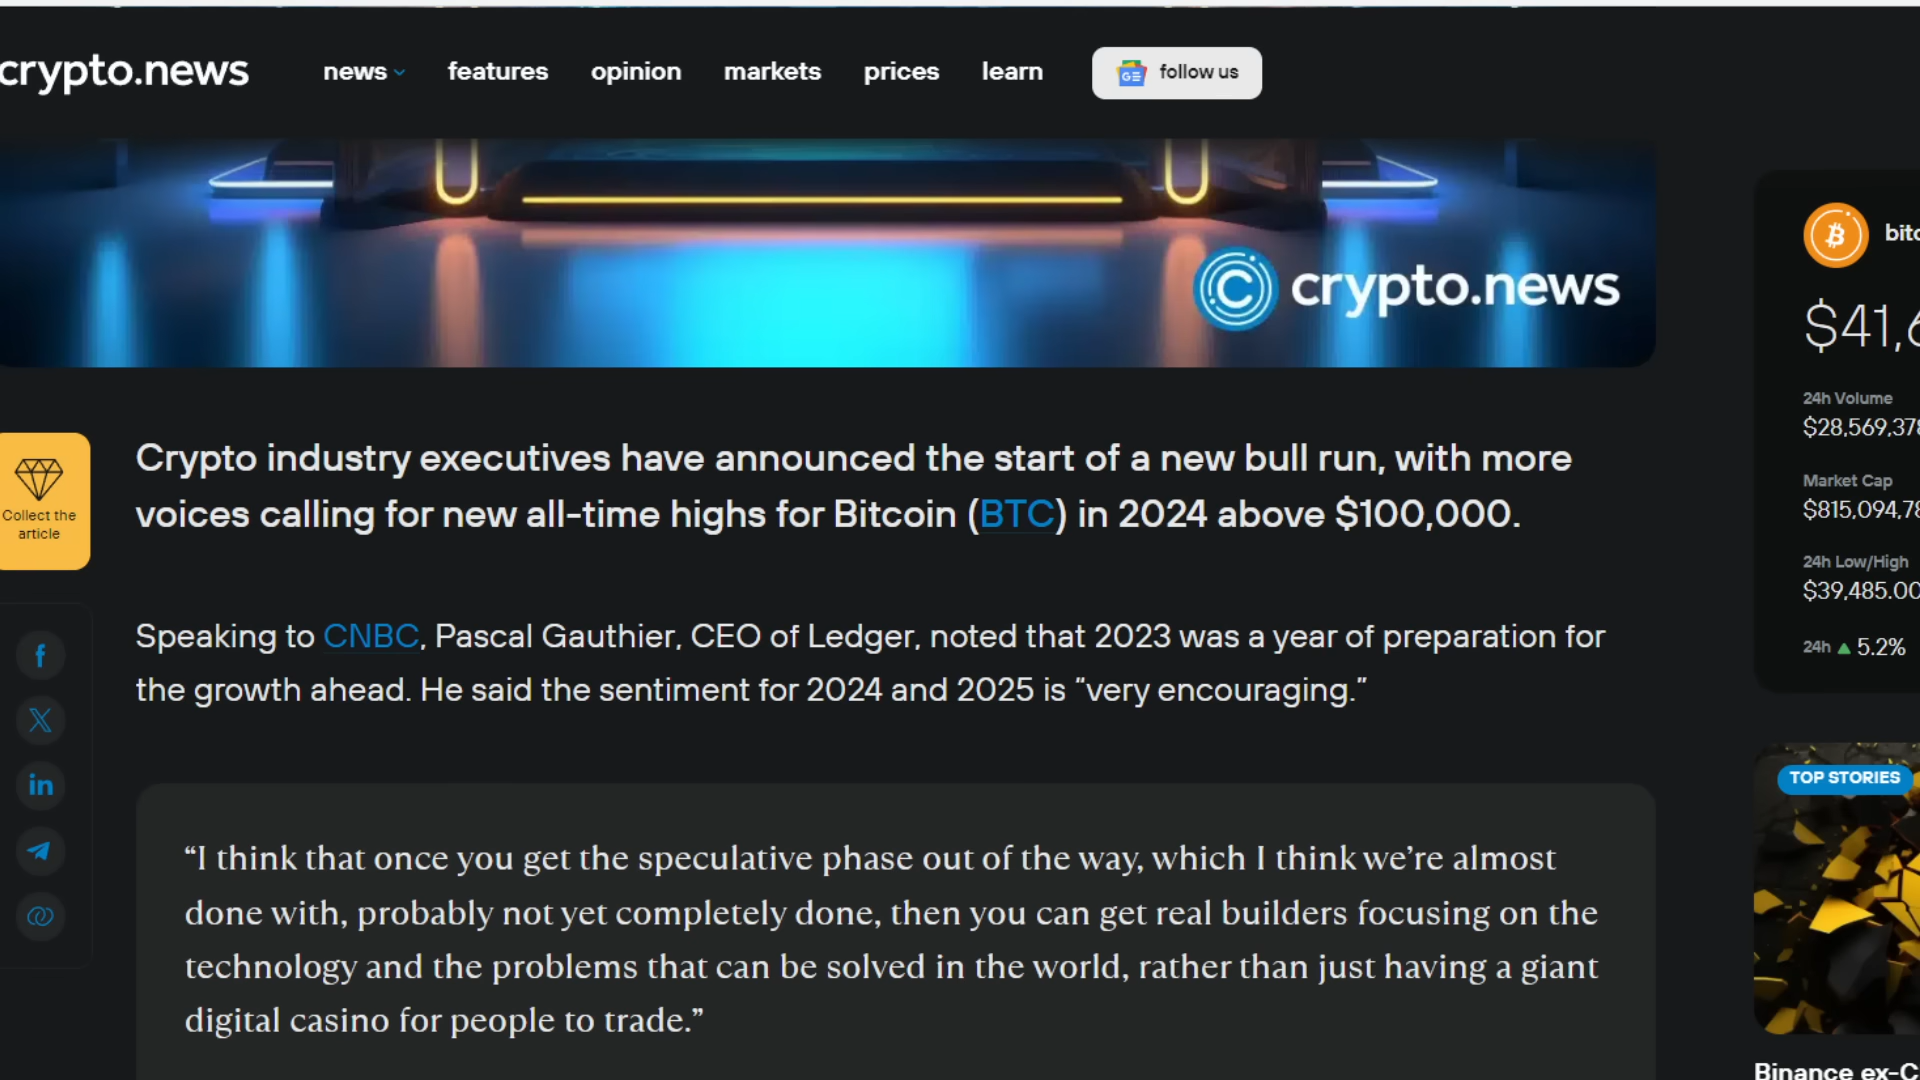 crypto.news
news
features
opinion
markets
prices
learn
GE
follow us
crypto.news
Collect the
article
Crypto industry executives have announced the start of a new bull run, with more
voices calling for new all-time highs for Bitcoin (BTC) in 2024 above $100,000.
Speaking to CNBC, Pascal Gauthier, CEO of Ledger, noted that 2023 was a year of preparation for
the growth ahead. He said the sentiment for 2024 and 2025 is “very encouraging.”
“I think that once you get the speculative phase out of the way, which I think we’re almost
done with, probably not yet completely done, then you can get real builders focusing on the
technology and the problems that can be solved in the world, rather than just having a giant
digital casino for people to trade.”
bitc
$41,6
24h Volume
$28,569,378
Market Cap
$815,094,78
24h Low/High
$39,485.00
24h ▲ 5.2%
TOP STORIES
Binance ex-C